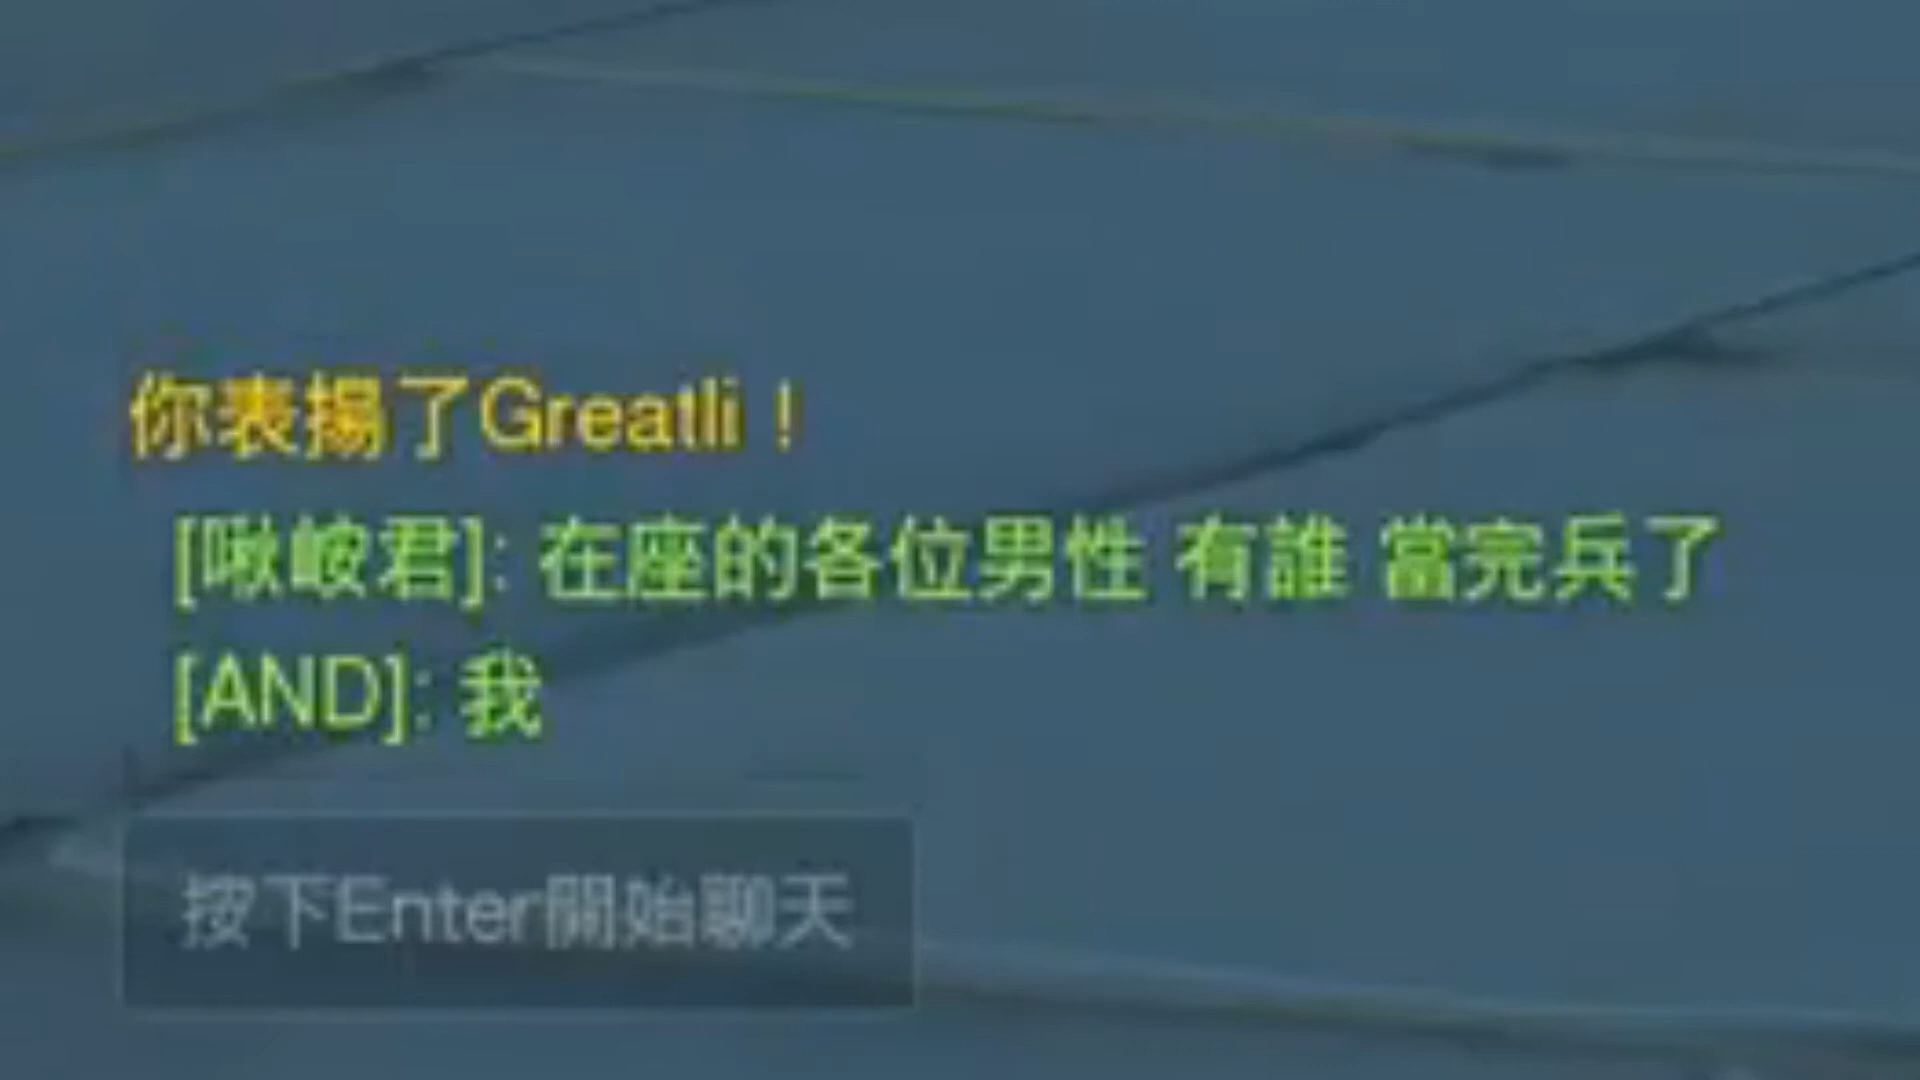 你表揚了Greatli！
[啾峖君]: 在座的各位男性 有誰 當完兵了
[AND]: 我
按下Enter開始聊天